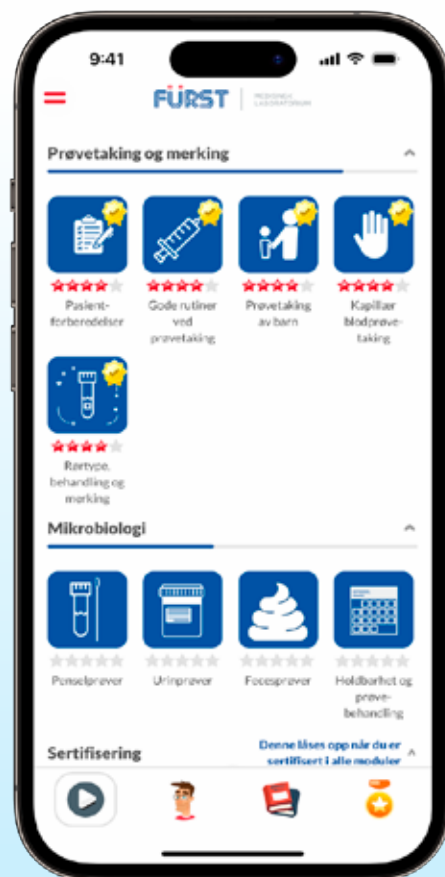 9:41
FÜRST
MEDISINSK
LABORATORIUM
Prøvetaking og merking
Pasient-
forberedelser
Gode rutiner
ved
prøvetaking
Prøvetaking
av barn
Kapillær
blodprøve-
taking
Rørtype,
behandling og
merking
Mikrobiologi
Penselprøver
Urinprøver
Fecesprøver
Holdbarhet og
prøve-
behandling
Sertifisering
Denne låses opp når du er
sertifisert i alle moduler